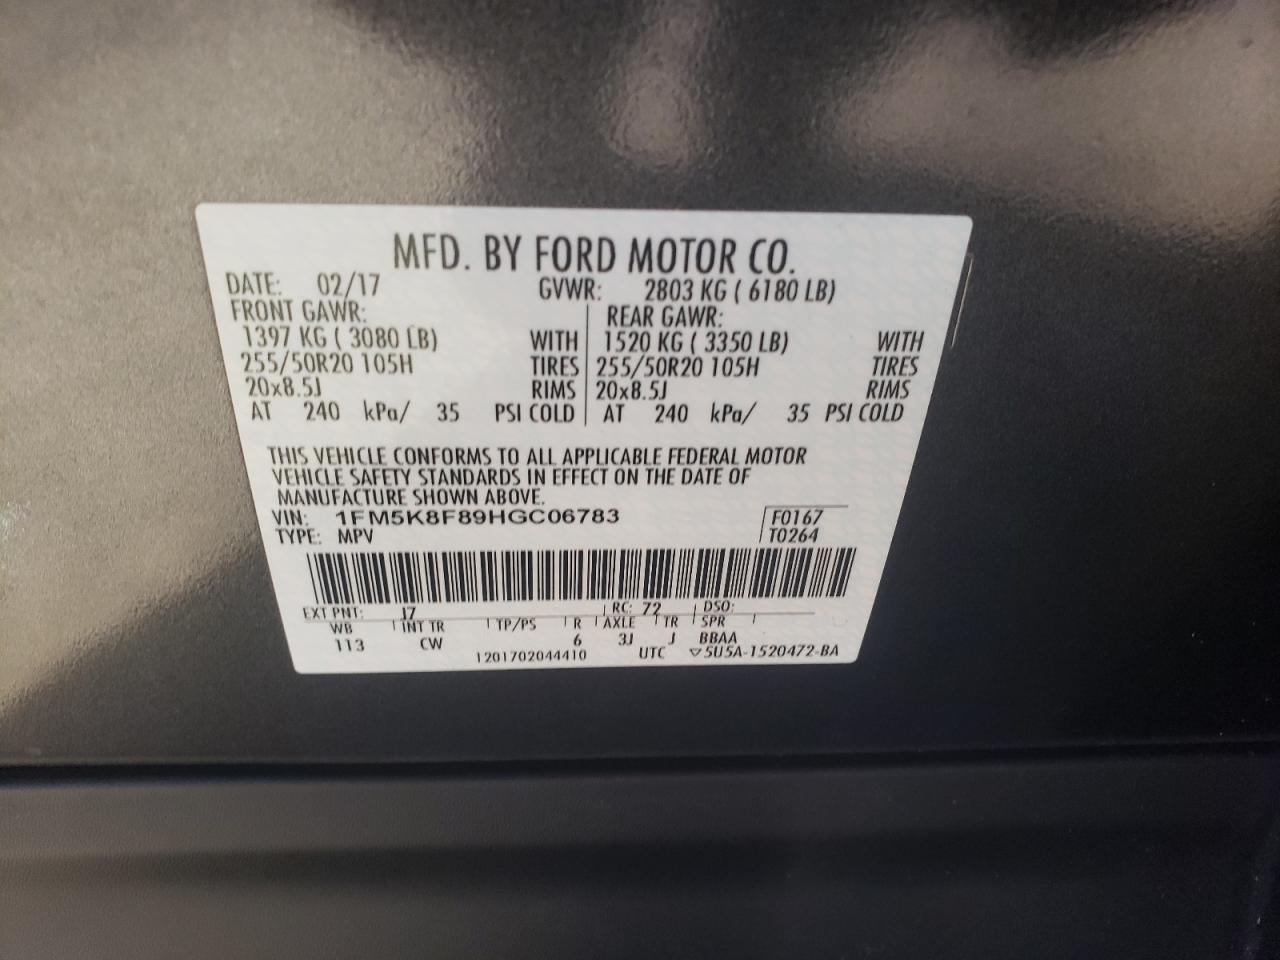 MFD. BY FORD MOTOR CO.
DATE: 02/17 GVWR: 2803 KG ( 6180 LB)
FRONT GAWR: REAR GAWR:
1397 KG ( 3080 LB) WITH 1520 KG ( 3350 LB) WITH
255/50R20 105H TIRES 255/50R20 105H TIRES
20x8.5J RIMS 20x8.5J RIMS
AT 240 kPa/ 35 PSI COLD AT 240 kPa/ 35 PSI COLD
THIS VEHICLE CONFORMS TO ALL APPLICABLE FEDERAL MOTOR
VEHICLE SAFETY STANDARDS IN EFFECT ON THE DATE OF
MANUFACTURE SHOWN ABOVE.
VIN: 1FM5K8F89HGC06783 F0167
TYPE: MPV T0264
EXT PNT: J7 RC: 72 DSO:
WB INT TR TP/PS R AXLE TR SPR
113 CW 6 3J J BBAA
1201702044410 UTC ▽5U5A-1520472-BA